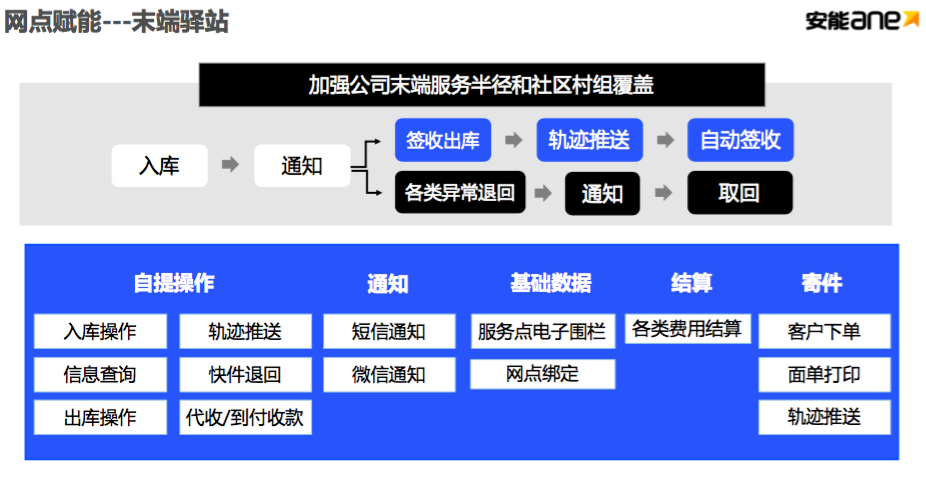 网点赋能---末端驿站
安能ane
加强公司末端服务半径和社区村组覆盖
签收出库 轨迹推送 自动签收
入库 通知
各类异常退回 通知 取回
自提操作 通知 基础数据 结算 寄件
入库操作 轨迹推送 短信通知 服务点电子围栏 各类费用结算 客户下单
信息查询 快件退回 微信通知 网点绑定 面单打印
出库操作 代收/到付收款 轨迹推送